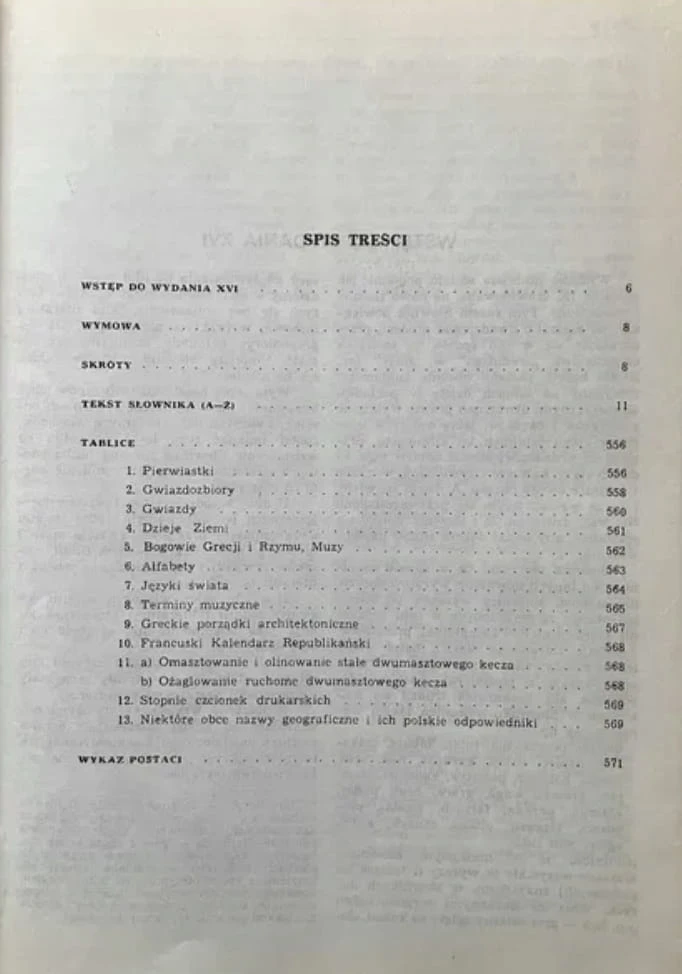 SPIS TREŚCI
WSTĘP DO WYDANIA XVI . . . . . . . . . . . . . . . . . . . . 6
WYMOWA . . . . . . . . . . . . . . . . . . . . 8
SKRÓTY . . . . . . . . . . . . . . . . . . . . 8
TEKST SŁOWNIKA (A—Ż) . . . . . . . . . . . . . . . . . . . . 11
TABLICE . . . . . . . . . . . . . . . . . . . . 556
1. Pierwiastki . . . . . . . . . . . . . . . . . . . . 556
2. Gwiazdozbiory . . . . . . . . . . . . . . . . . . . . 558
3. Gwiazdy . . . . . . . . . . . . . . . . . . . . 560
4. Dzieje Ziemi . . . . . . . . . . . . . . . . . . . . 561
5. Bogowie Grecji i Rzymu, Muzy . . . . . . . . . . . . . 562
6. Alfabety . . . . . . . . . . . . . . . . . . . . 563
7. Języki świata . . . . . . . . . . . . . . . . . . . . 564
8. Terminy muzyczne . . . . . . . . . . . . . . . . . . 565
9. Greckie porządki architektoniczne . . . . . . . . . . . . 567
10. Francuski Kalendarz Republikański . . . . . . . . . . . . 568
11. a) Omasztowanie i olinowanie stałe dwumasztowego kecza . . . . . 568
b) Ożaglowanie ruchome dwumasztowego kecza . . . . . . . . 568
12. Stopnie czcionek drukarskich . . . . . . . . . . . . . . 569
13. Niektóre obce nazwy geograficzne i ich polskie odpowiedniki . . . 569
WYKAZ POSTACI . . . . . . . . . . . . . . . . . . . . 571